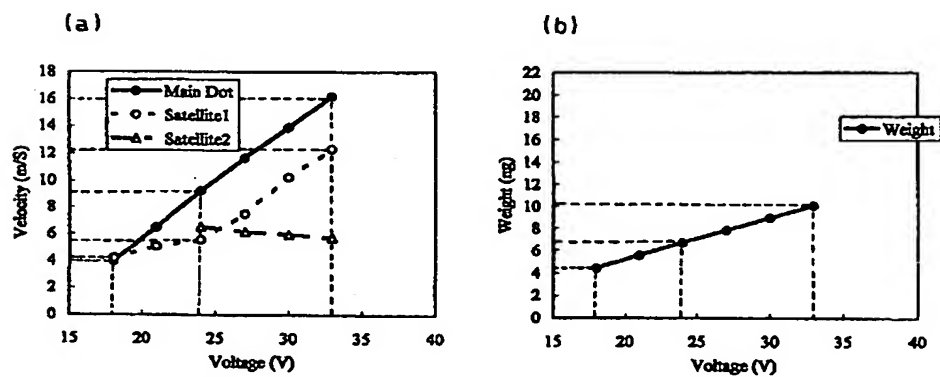 (a)
18
16
14
12
10
8
6
4
2
0
Velocity (m/S)
Main Dot
Satellite1
Satellite2
15 20 25 30 35 40
Voltage (V)
(b)
22
20
18
16
14
12
10
8
6
4
2
0
Weight (ng)
Weight
15 20 25 30 35 40
Voltage (V)